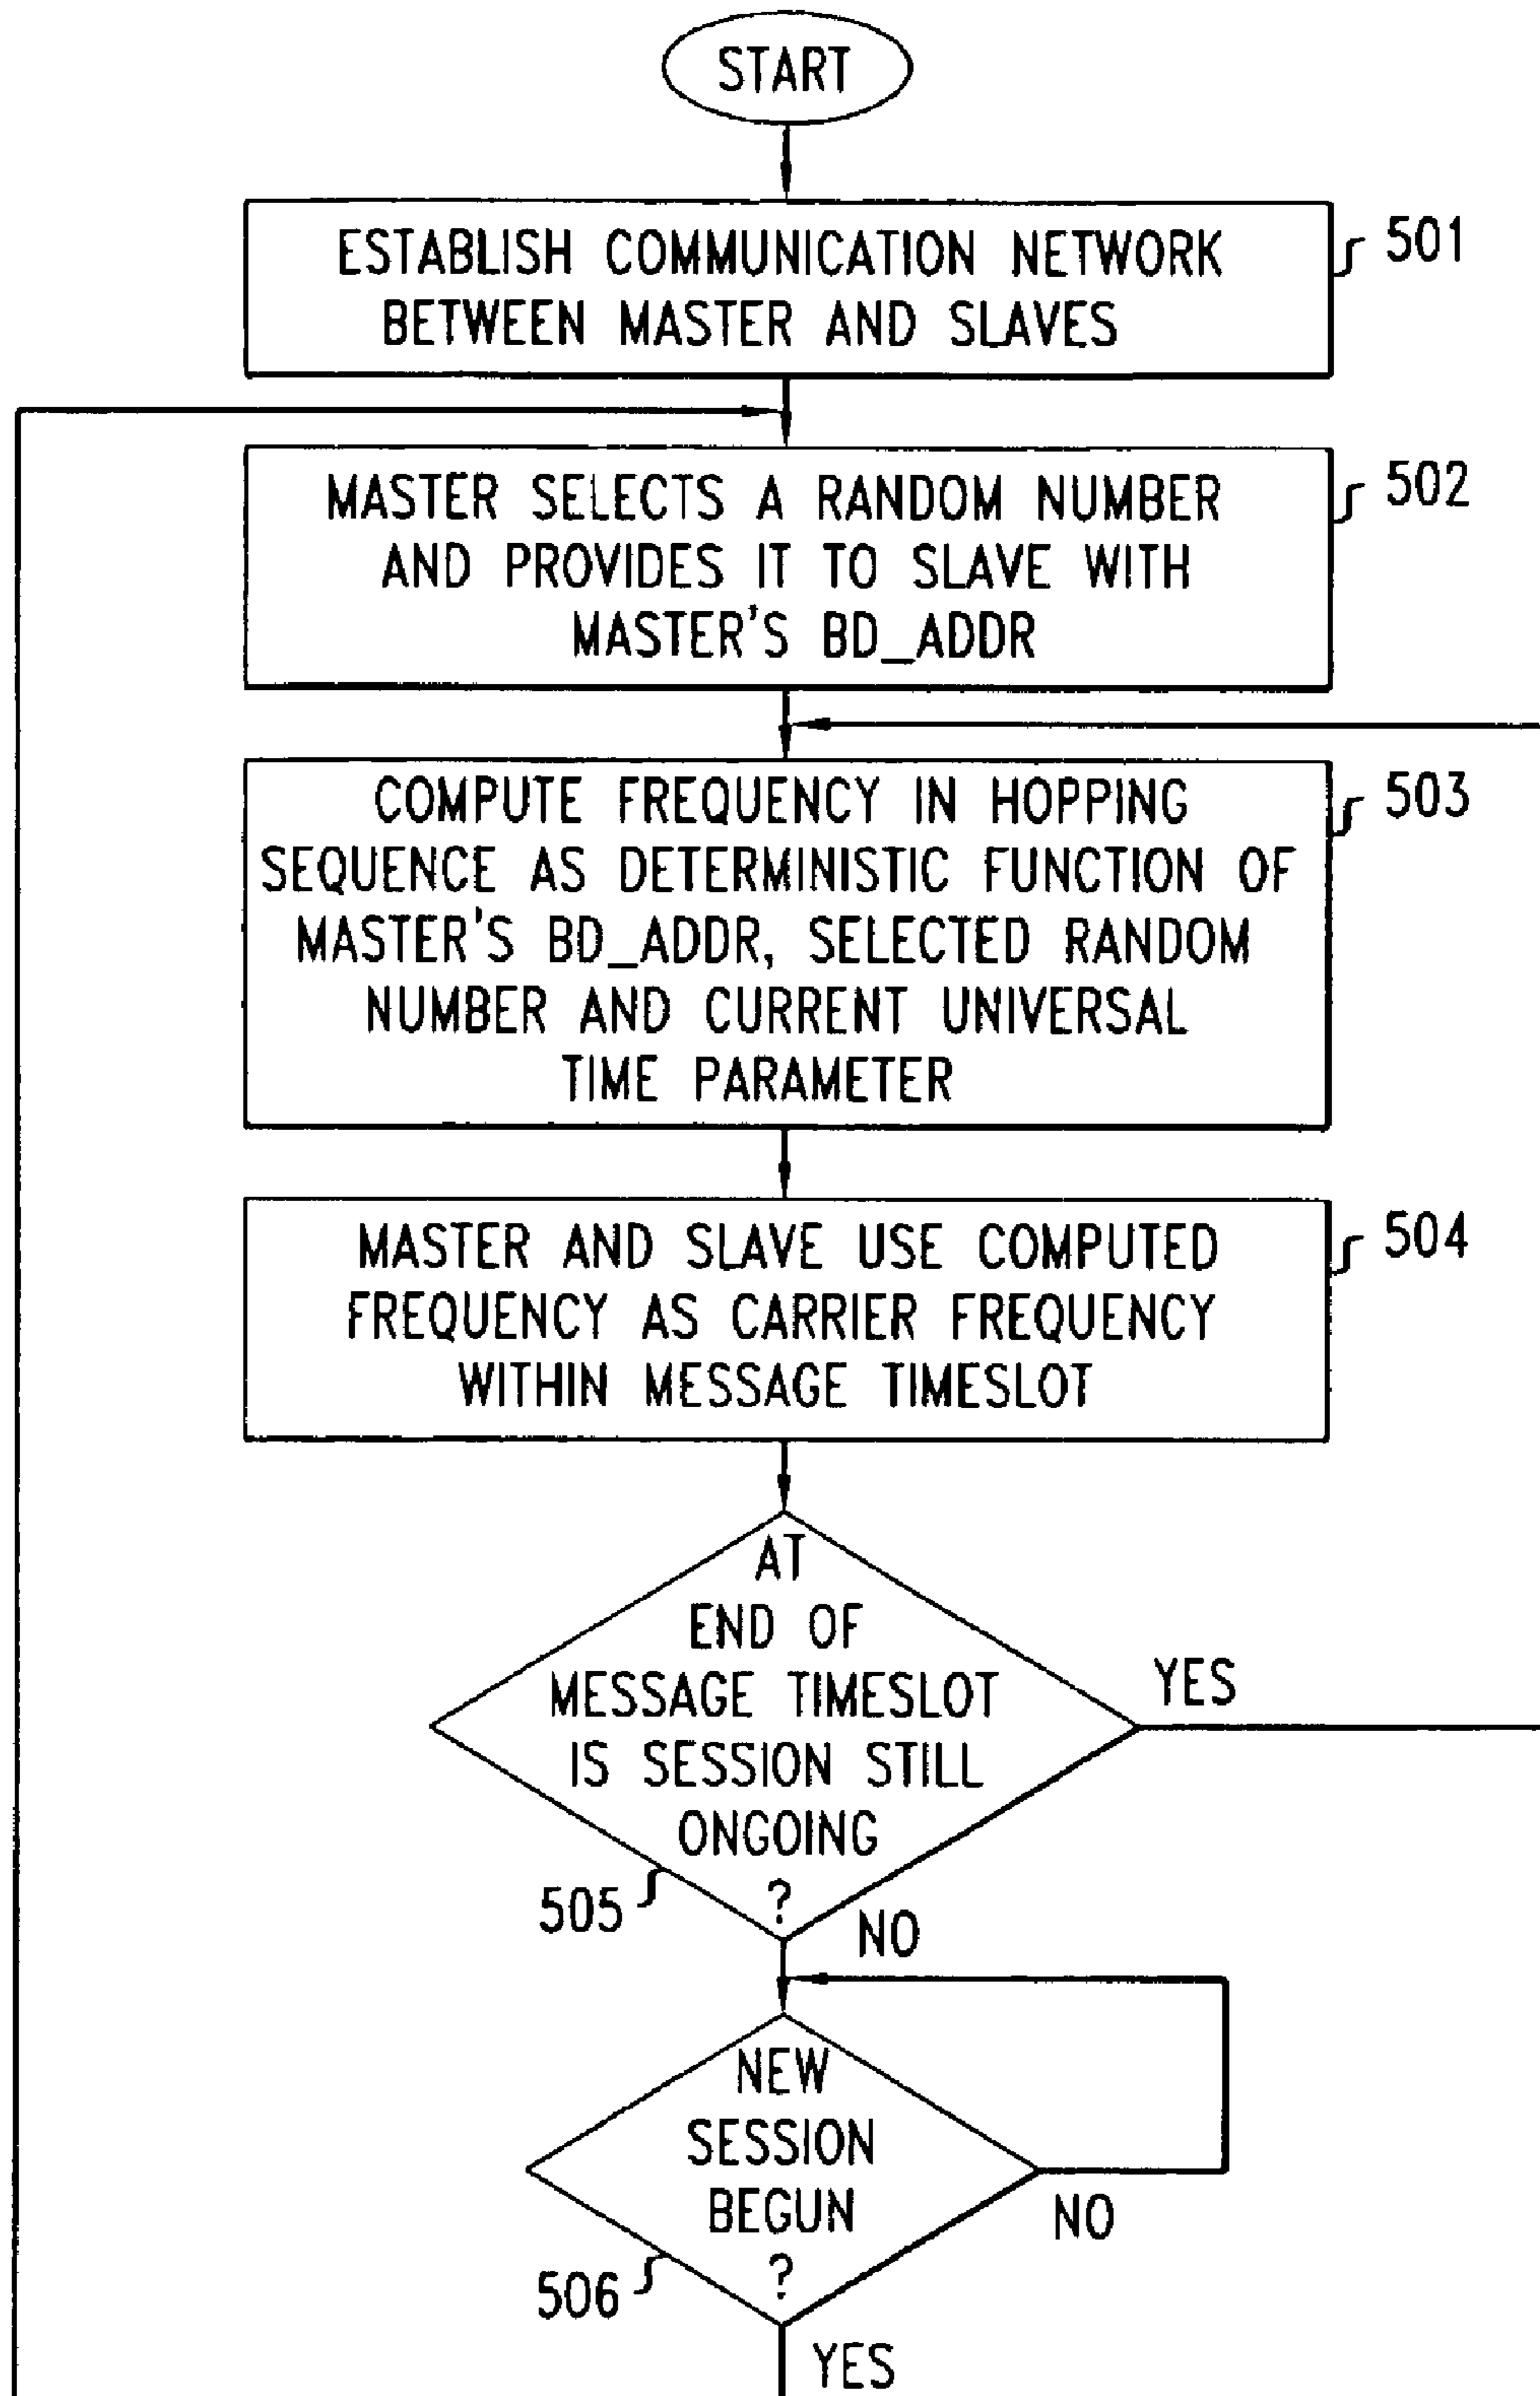 START
ESTABLISH COMMUNICATION NETWORK
BETWEEN MASTER AND SLAVES
501
MASTER SELECTS A RANDOM NUMBER
AND PROVIDES IT TO SLAVE WITH
MASTER'S BD_ADDR
502
COMPUTE FREQUENCY IN HOPPING
SEQUENCE AS DETERMINISTIC FUNCTION OF
MASTER'S BD_ADDR, SELECTED RANDOM
NUMBER AND CURRENT UNIVERSAL
TIME PARAMETER
503
MASTER AND SLAVE USE COMPUTED
FREQUENCY AS CARRIER FREQUENCY
WITHIN MESSAGE TIMESLOT
504
AT
END OF
MESSAGE TIMESLOT
IS SESSION STILL
ONGOING
?
YES
505
NO
NEW
SESSION
BEGUN
?
NO
506
YES